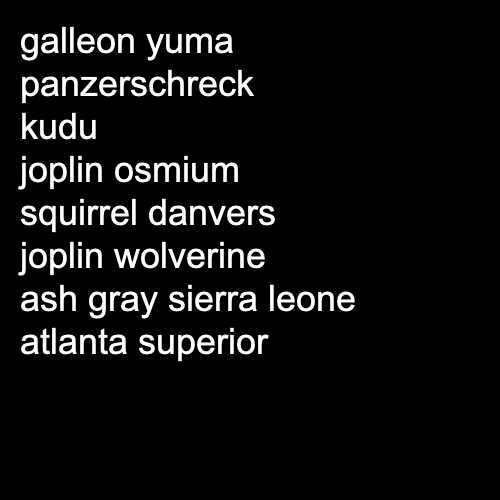 galleon yuma
panzerschreck
kudu
joplin osmium
squirrel danvers
joplin wolverine
ash gray sierra leone
atlanta superior